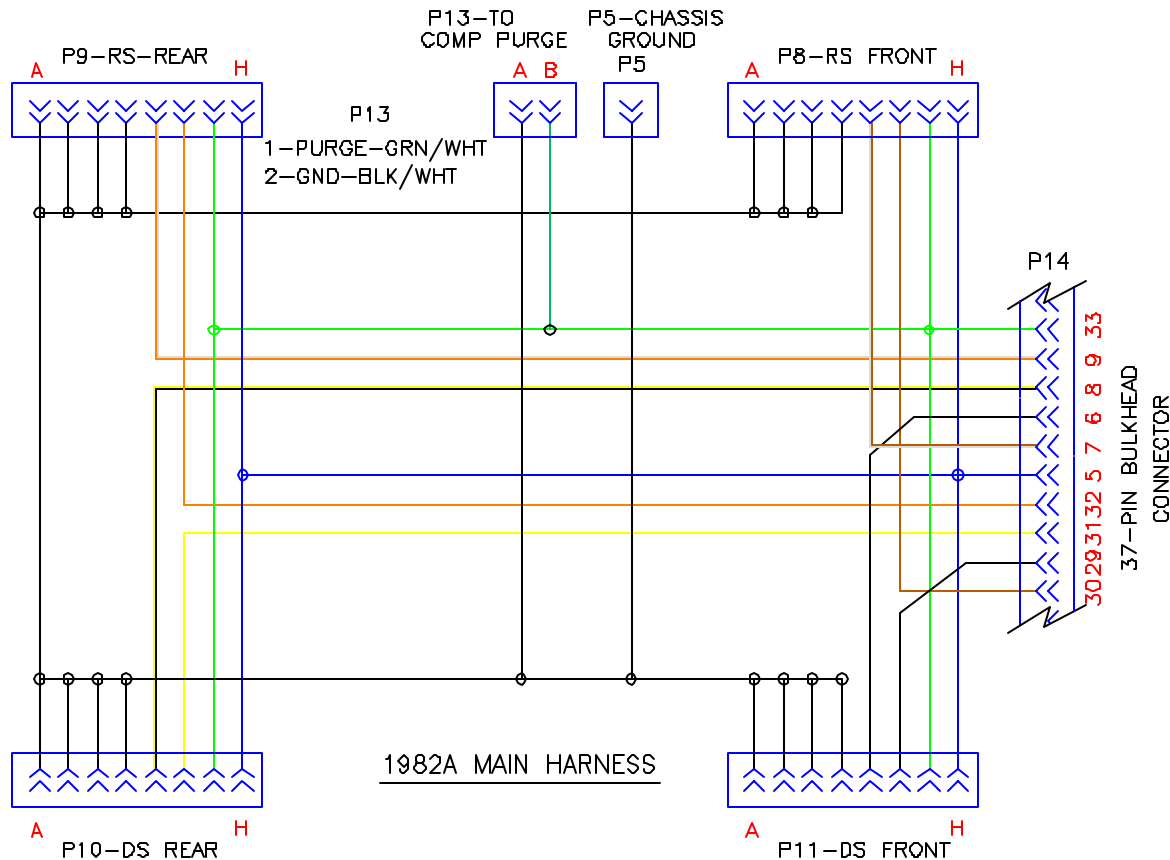 P13-TO
COMP PURGE
A B
P5-CHASSIS
GROUND
P5
P9-RS-REAR
A H
P8-RS FRONT
A H
P13
1-PURGE-GRN/WHT
2-GND-BLK/WHT
P14
33
9
8
6
7
5
32
31
29
30
37-PIN BULKHEAD
CONNECTOR
1982A MAIN HARNESS
A H
P10-DS REAR
A H
P11-DS FRONT